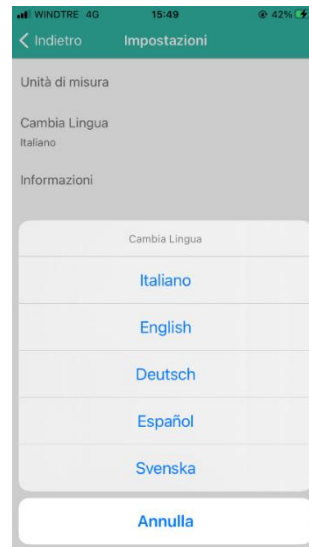 WINDTRE 4G 15:49 42%
Indietro Impostazioni
Unità di misura
Cambia Lingua
Italiano
Informazioni
Cambia Lingua
Italiano
English
Deutsch
Español
Svenska
Annulla